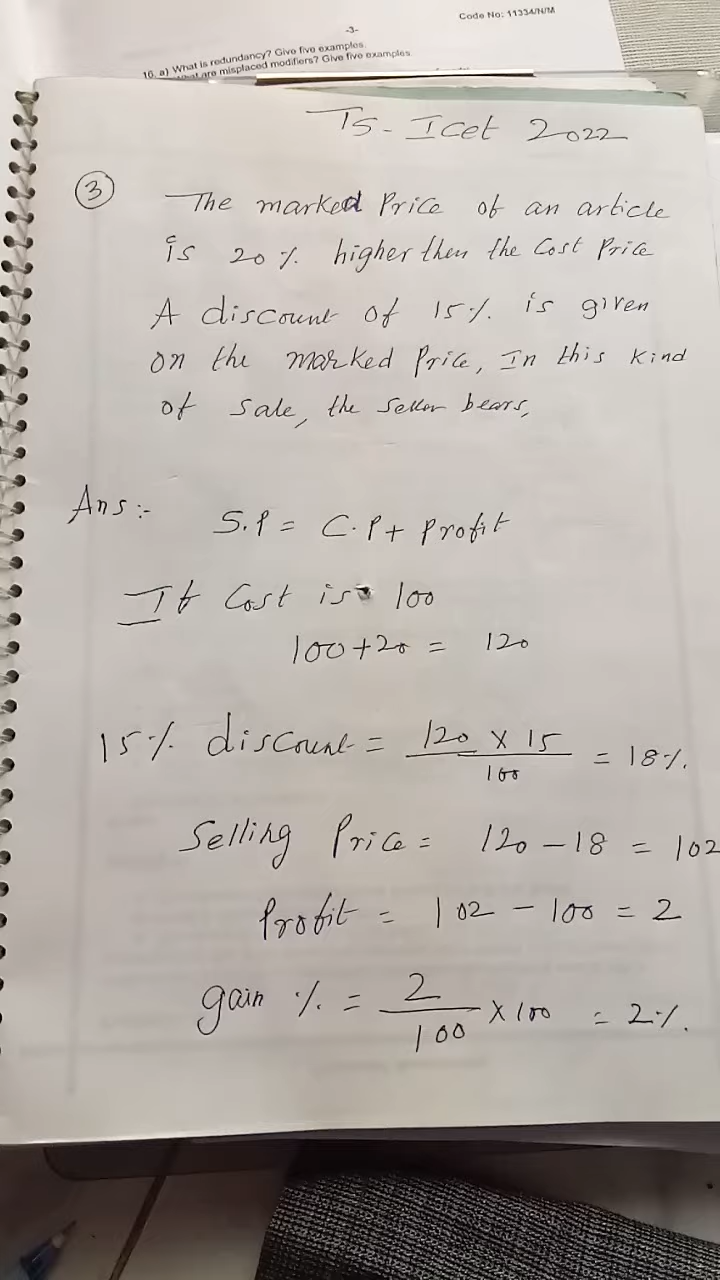 Code No: 11334/N/M
-3-
16. a) What is redundancy? Give five examples.
What are misplaced modifiers? Give five examples
TS - Icet 2022
3 The marked Price of an article
is 20 % higher then the Cost Price
A discount of 15 % is given
on the marked Price, In this Kind
of sale, the Seller bears,
Ans :- S.P = C.P + Profit
If Cost is 100
100 + 20 = 120
15 % discount = 120 X 15 / 100 = 18 %.
Selling Price = 120 - 18 = 102
Profit = 102 - 100 = 2
gain % = 2 / 100 X 100 = 2 %.